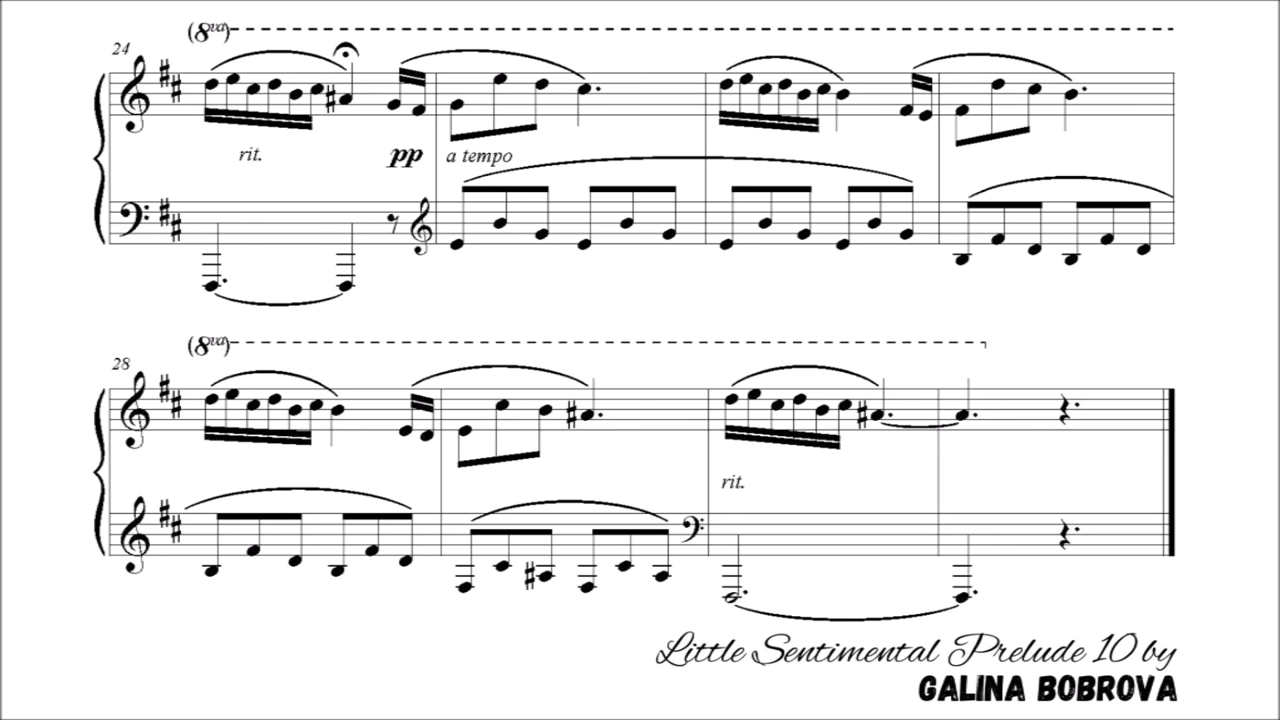 (8va)
24
rit. pp a tempo
(8va)
28
rit.
Little Sentimental Prelude 10 by
GALINA BOBROVA